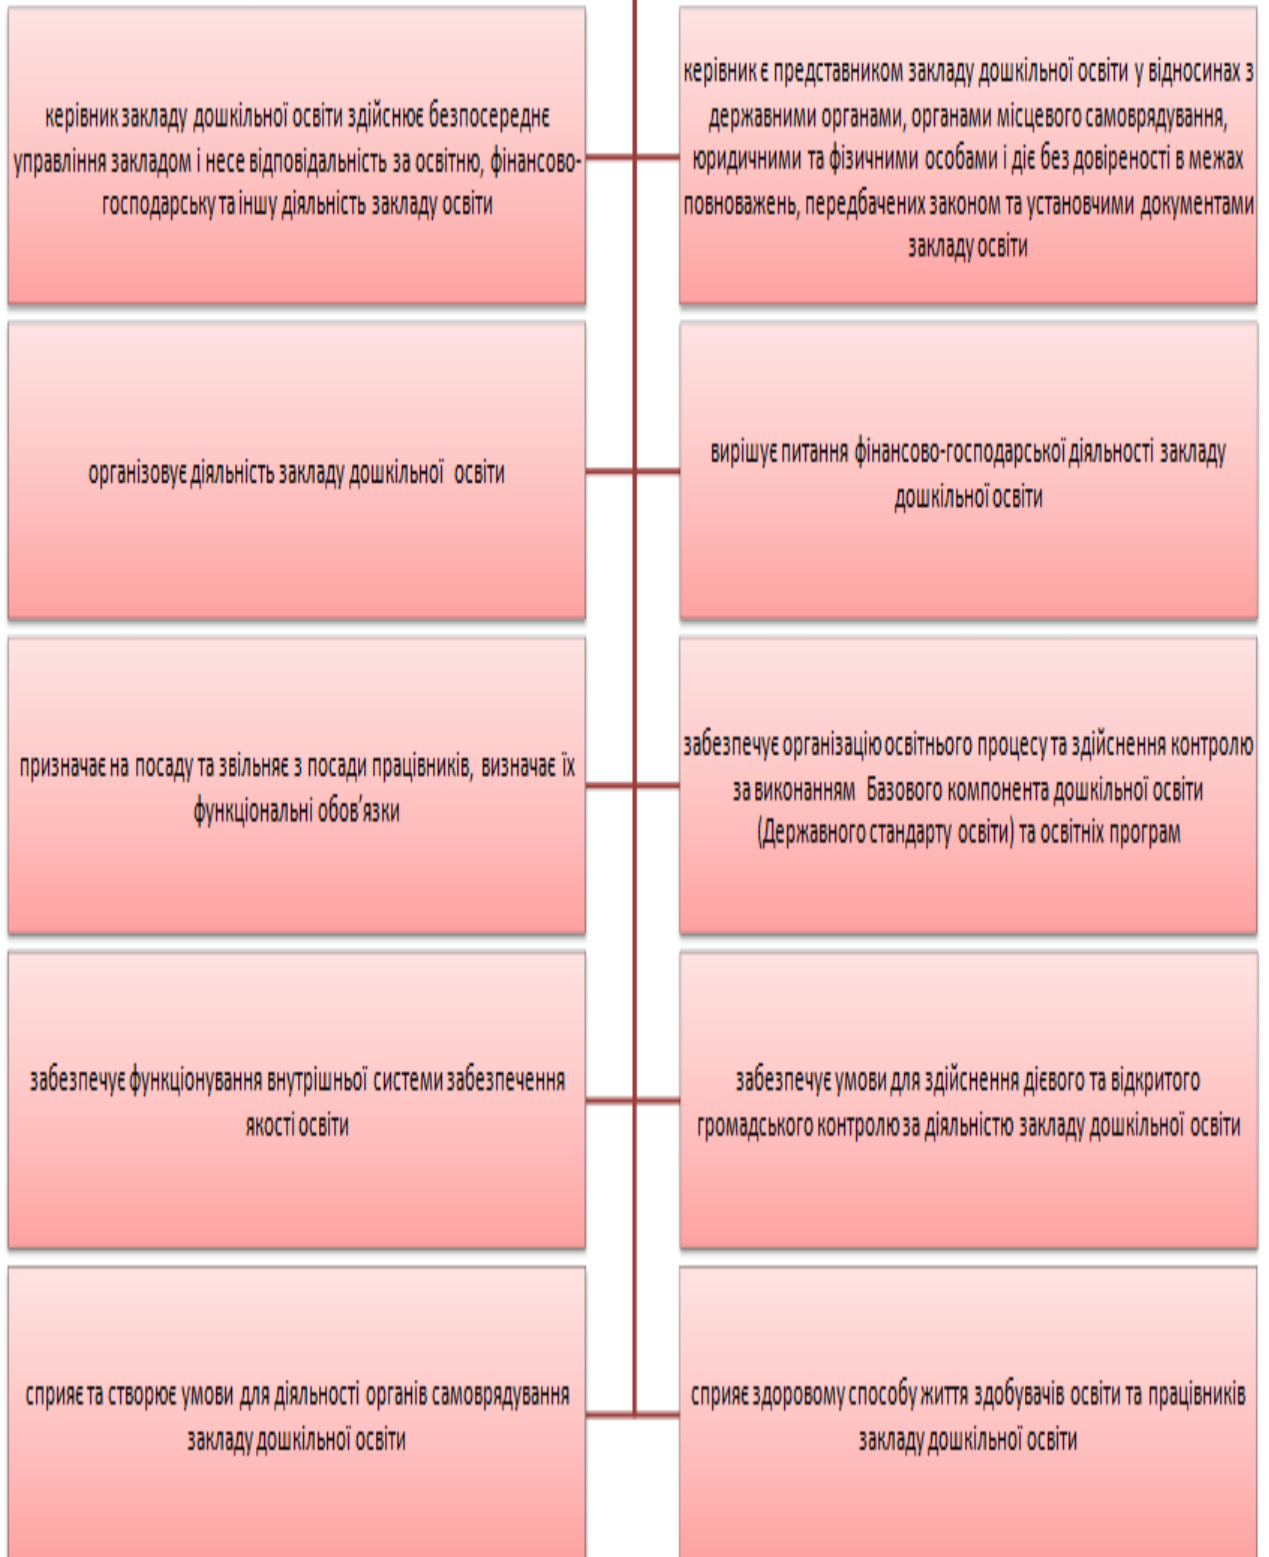 керівник закладу дошкільної освіти здійснює безпосереднє
управління закладом і несе відповідальність за освітню, фінансово-
господарську та іншу діяльність закладу освіти
керівник є представником закладу дошкільної освіти у відносинах з
державними органами, органами місцевого самоврядування,
юридичними та фізичними особами і діє без довіреності в межах
повноважень, передбачених законом та установчими документами
закладу освіти
організовує діяльність закладу дошкільної освіти
вирішує питання фінансово-господарської діяльності закладу
дошкільної освіти
призначає на посаду та звільняє з посади працівників, визначає їх
функціональні обов’язки
забезпечує організацію освітнього процесу та здійснення контролю
за виконанням Базового компонента дошкільної освіти
(Державного стандарту освіти) та освітніх програм
забезпечує функціонування внутрішньої системи забезпечення
якості освіти
забезпечує умови для здійснення дієвого та відкритого
громадського контролю за діяльністю закладу дошкільної освіти
сприяє та створює умови для діяльності органів самоврядування
закладу дошкільної освіти
сприяє здоровому способу життя здобувачів освіти та працівників
закладу дошкільної освіти